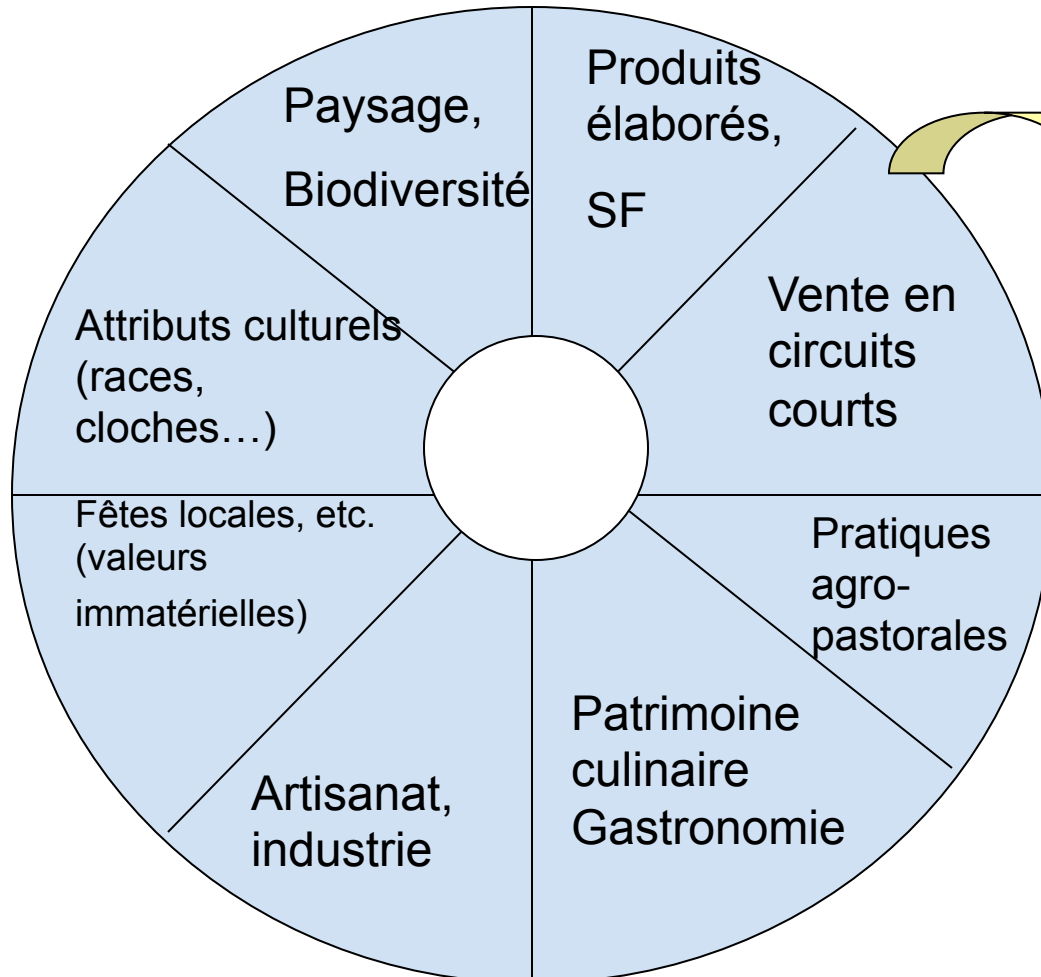 Paysage,
Biodiversité
Produits
élaborés,
SF
Vente en
circuits
courts
Pratiques
agro-
pastorales
Patrimoine
culinaire
Gastronomie
Artisanat,
industrie
Fêtes locales, etc.
(valeurs
immatérielles)
Attributs culturels
(races,
cloches…)